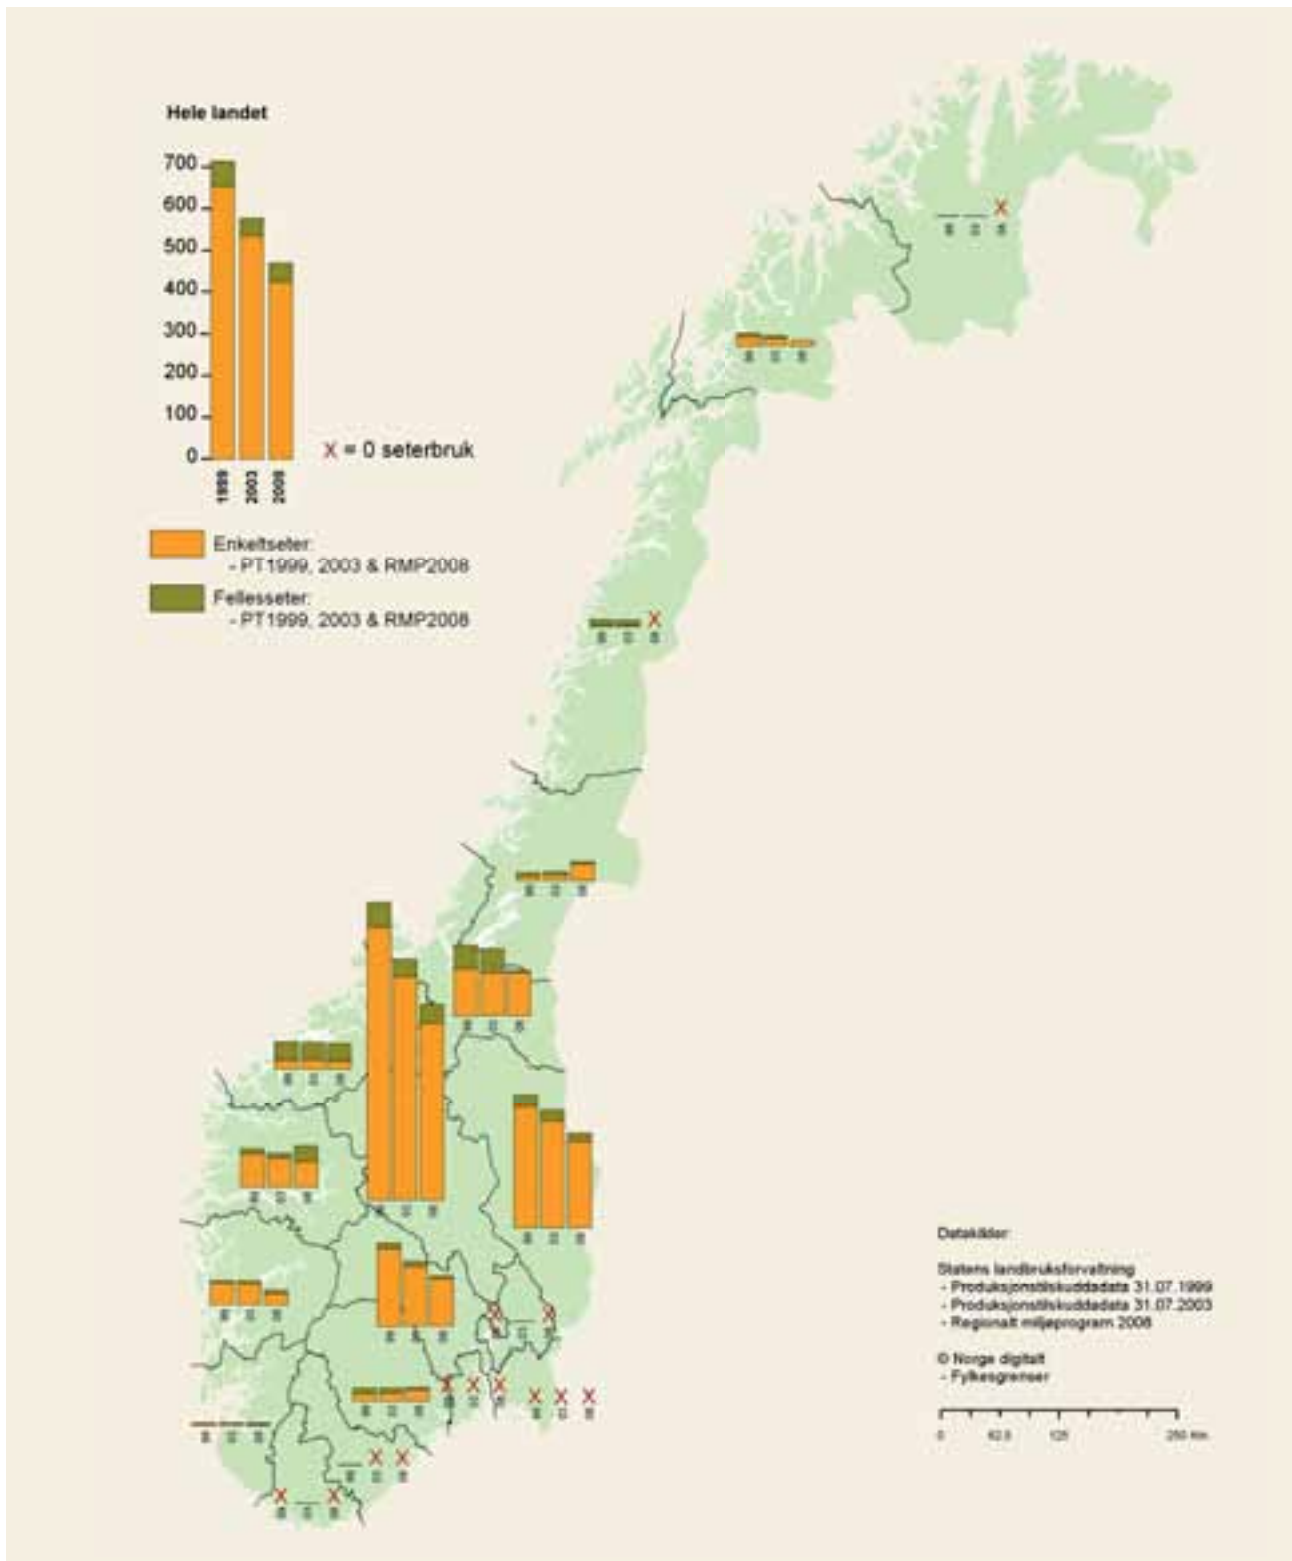 Hele landet
700
600
500
400
300
200
100
0
1999
2003
2008
X = 0 seterbruk
Enkeltseter:
- PT1999, 2003 & RMP2008
Fellesseter:
- PT1999, 2003 & RMP2008
Datakilder:
Statens landbruksforvaltning
- Produksjonstilskuddsdata 31.07.1999
- Produksjonstilskuddsdata 31.07.2003
- Regionalt miljøprogram 2008
© Norge digitalt
- Fylkesgrenser
0 62.5 125 250 Km